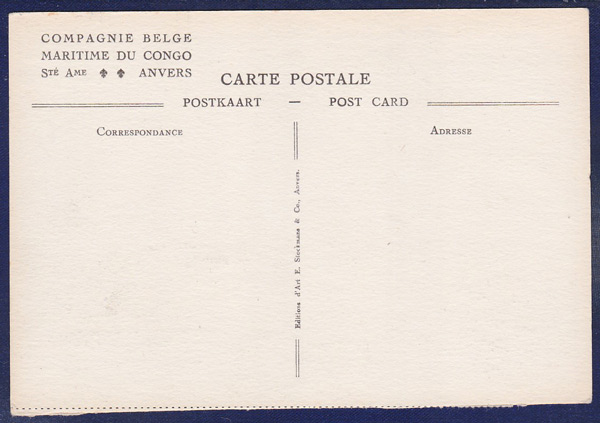 COMPAGNIE BELGE
MARITIME DU CONGO
STÉ AME ANVERS
CARTE POSTALE
POSTKAART — POST CARD
CORRESPONDANCE
ADRESSE
Editions d'Art E. Stockmans & Co., Anvers.